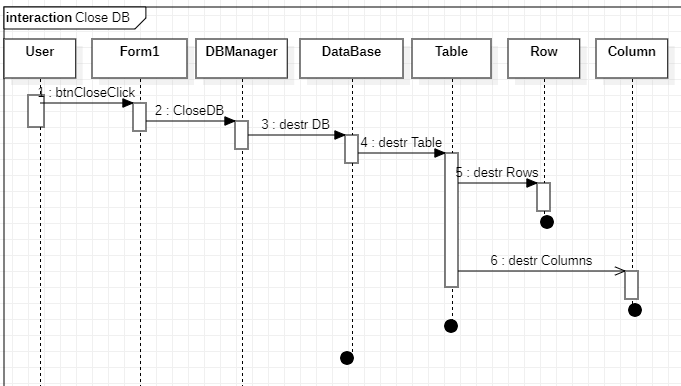 interaction Close DB
User
Form1
DBManager
DataBase
Table
Row
Column
1 : btnCloseClick
2 : CloseDB
3 : destr DB
4 : destr Table
5 : destr Rows
6 : destr Columns